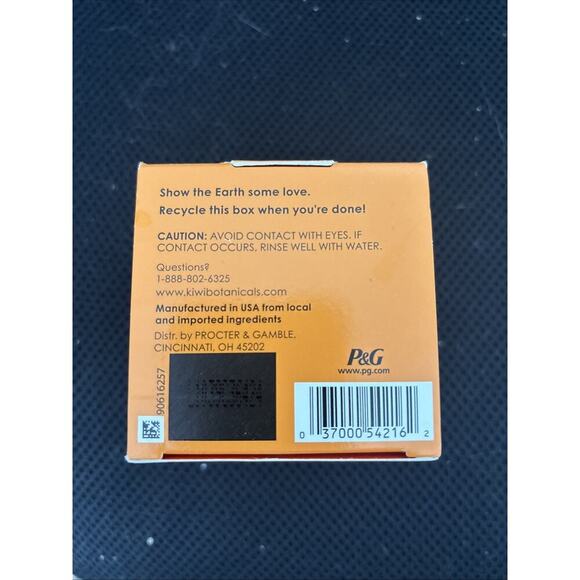 Show the Earth some love.
Recycle this box when you're done!
CAUTION: AVOID CONTACT WITH EYES. IF
CONTACT OCCURS, RINSE WELL WITH WATER.
Questions?
1-888-802-6325
www.kiwibotanicals.com
Manufactured in USA from local
and imported ingredients
Distr. by PROCTER & GAMBLE,
CINCINNATI, OH 45202
P&G
www.pg.com
90616257
0 37000 54216 2